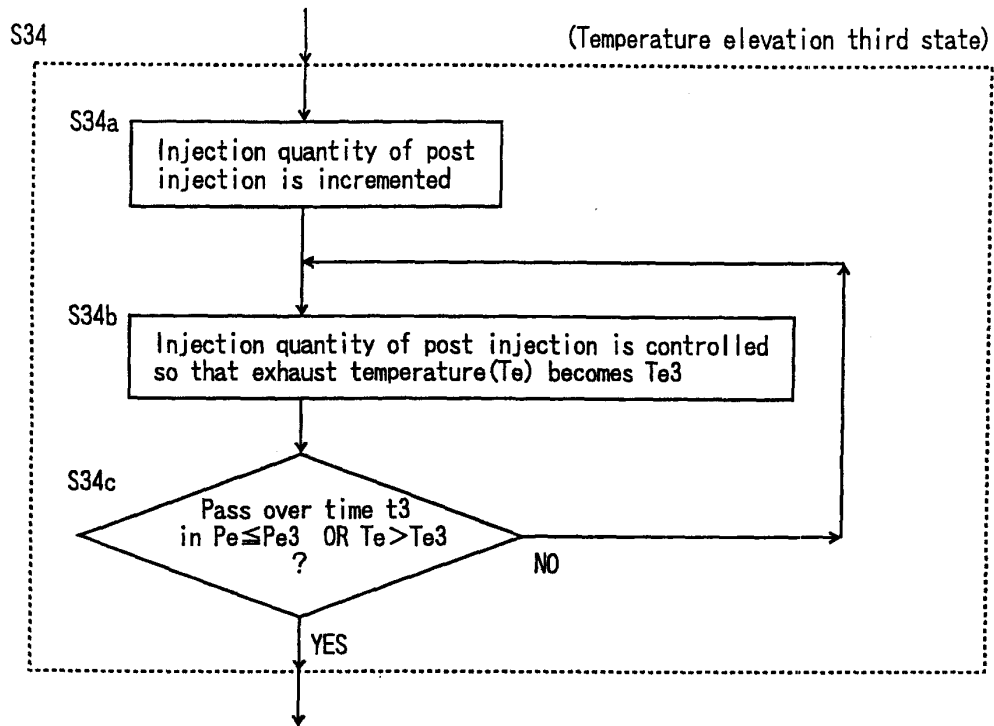 S34
(Temperature elevation third state)
S34a
Injection quantity of post
injection is incremented
S34b
Injection quantity of post injection is controlled
so that exhaust temperature(Te) becomes Te3
S34c
Pass over time t3
in Pe≦Pe3 OR Te>Te3
?
NO
YES